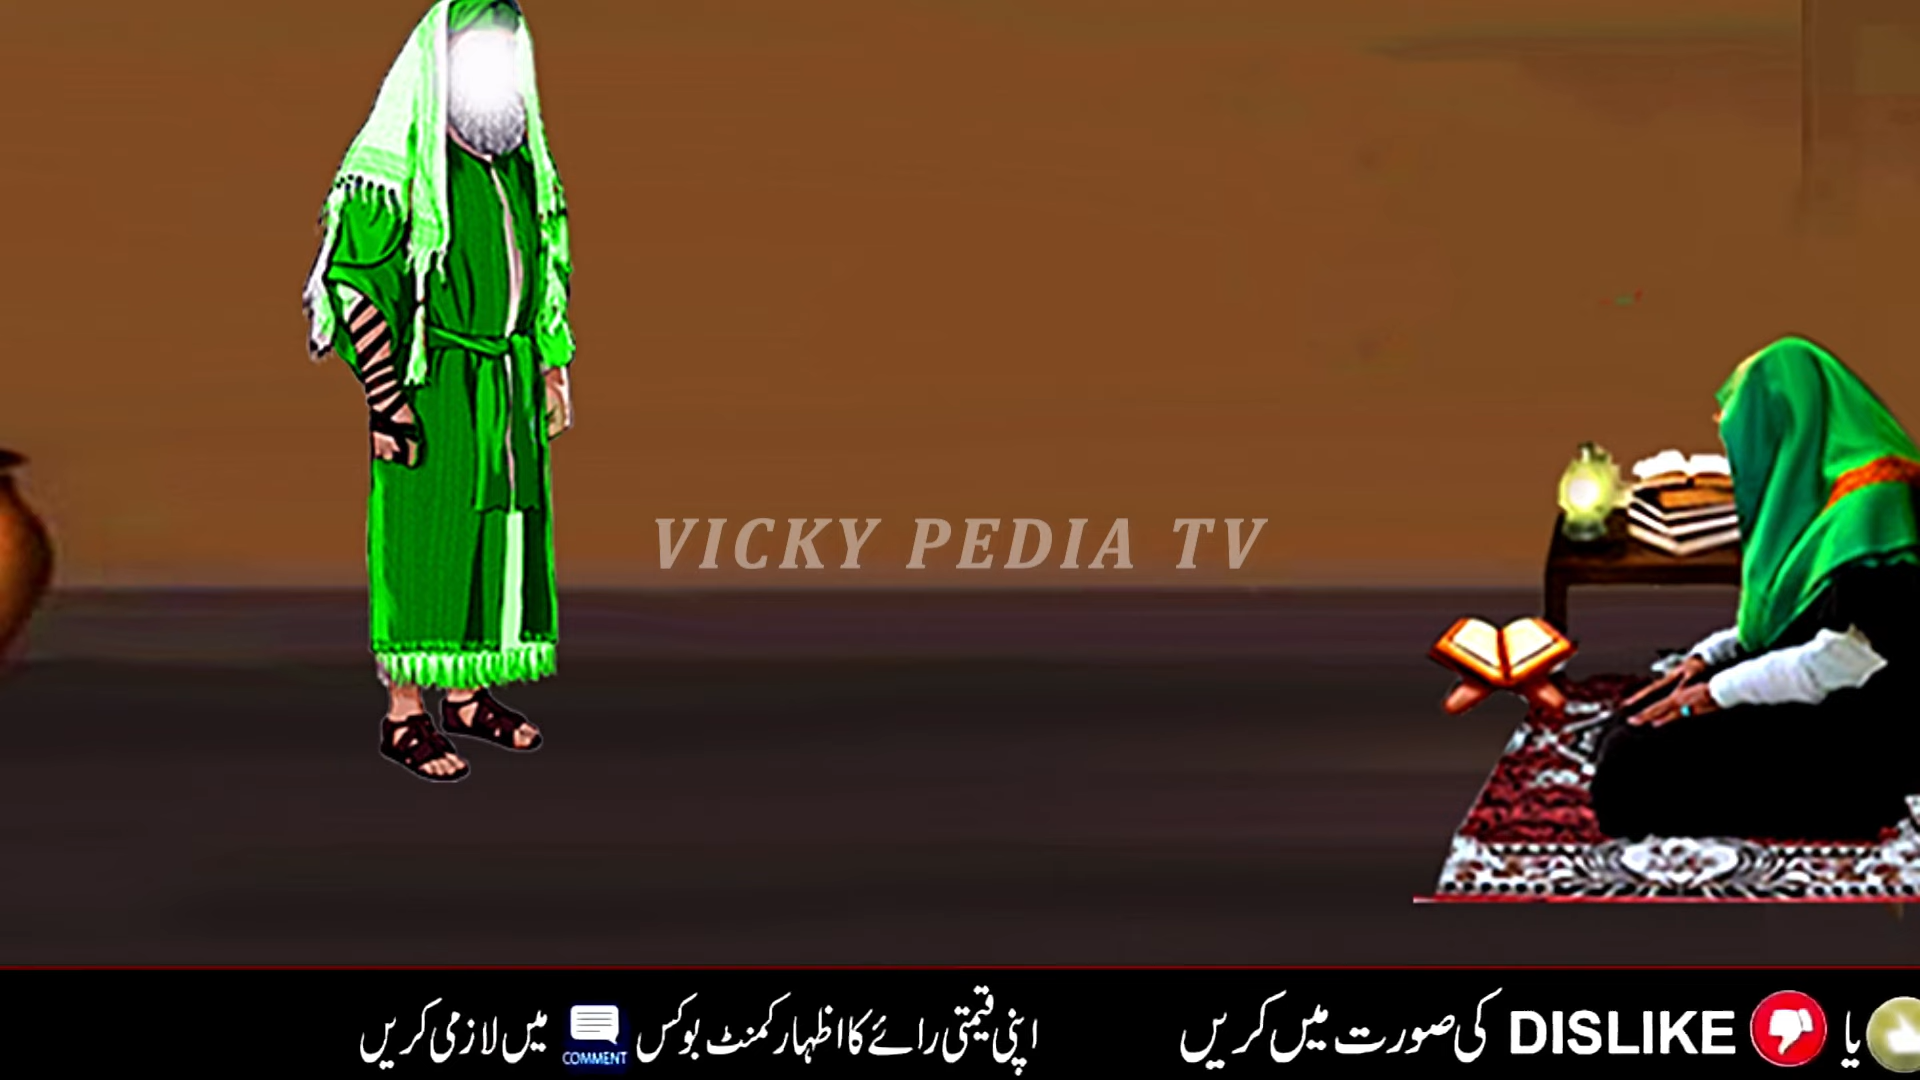 VICKY PEDIA TV
یا DISLIKE کی صورت میں کریں اپنی قیمتی رائے کا اظہار کمنٹ بوکس COMMENT میں لازمی کریں